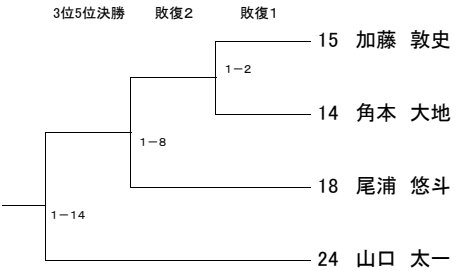 3位5位決勝 敗復2 敗復1
15 加藤 敦史
1-2
14 角本 大地
1-8
18 尾浦 悠斗
1-14
24 山口 太一